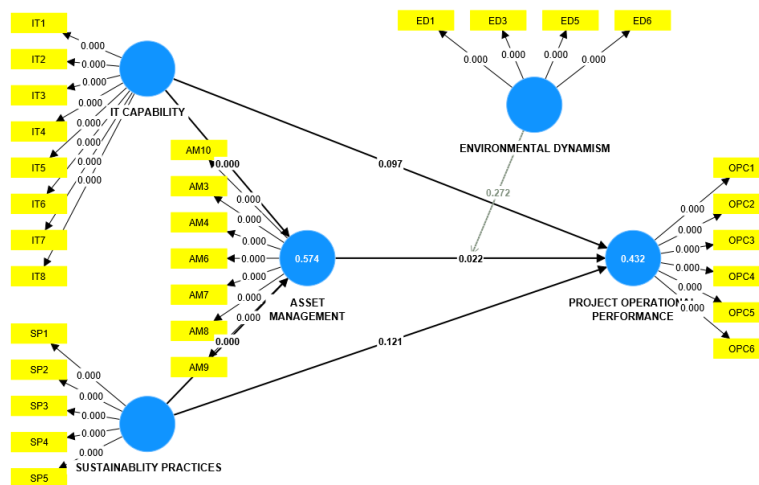 IT1
IT2
IT3
IT4
IT5
IT6
IT7
IT8
0.000
0.000
0.000
0.000
0.000
0.000
0.000
0.000
IT CAPABILITY
ED1
ED3
ED5
ED6
0.000
0.000
0.000
0.000
ENVIRONMENTAL DYNAMISM
AM10
AM3
AM4
AM6
AM7
AM8
AM9
0.000
0.000
0.000
0.000
0.000
0.000
0.000
0.000
0.000
0.574
ASSET
MANAGEMENT
0.097
0.272
0.022
0.121
OPC1
OPC2
OPC3
OPC4
OPC5
OPC6
0.000
0.000
0.000
0.000
0.000
0.000
0.432
PROJECT OPERATIONAL
PERFORMANCE
SP1
SP2
SP3
SP4
SP5
0.000
0.000
0.000
0.000
0.000
SUSTAINABLITY PRACTICES